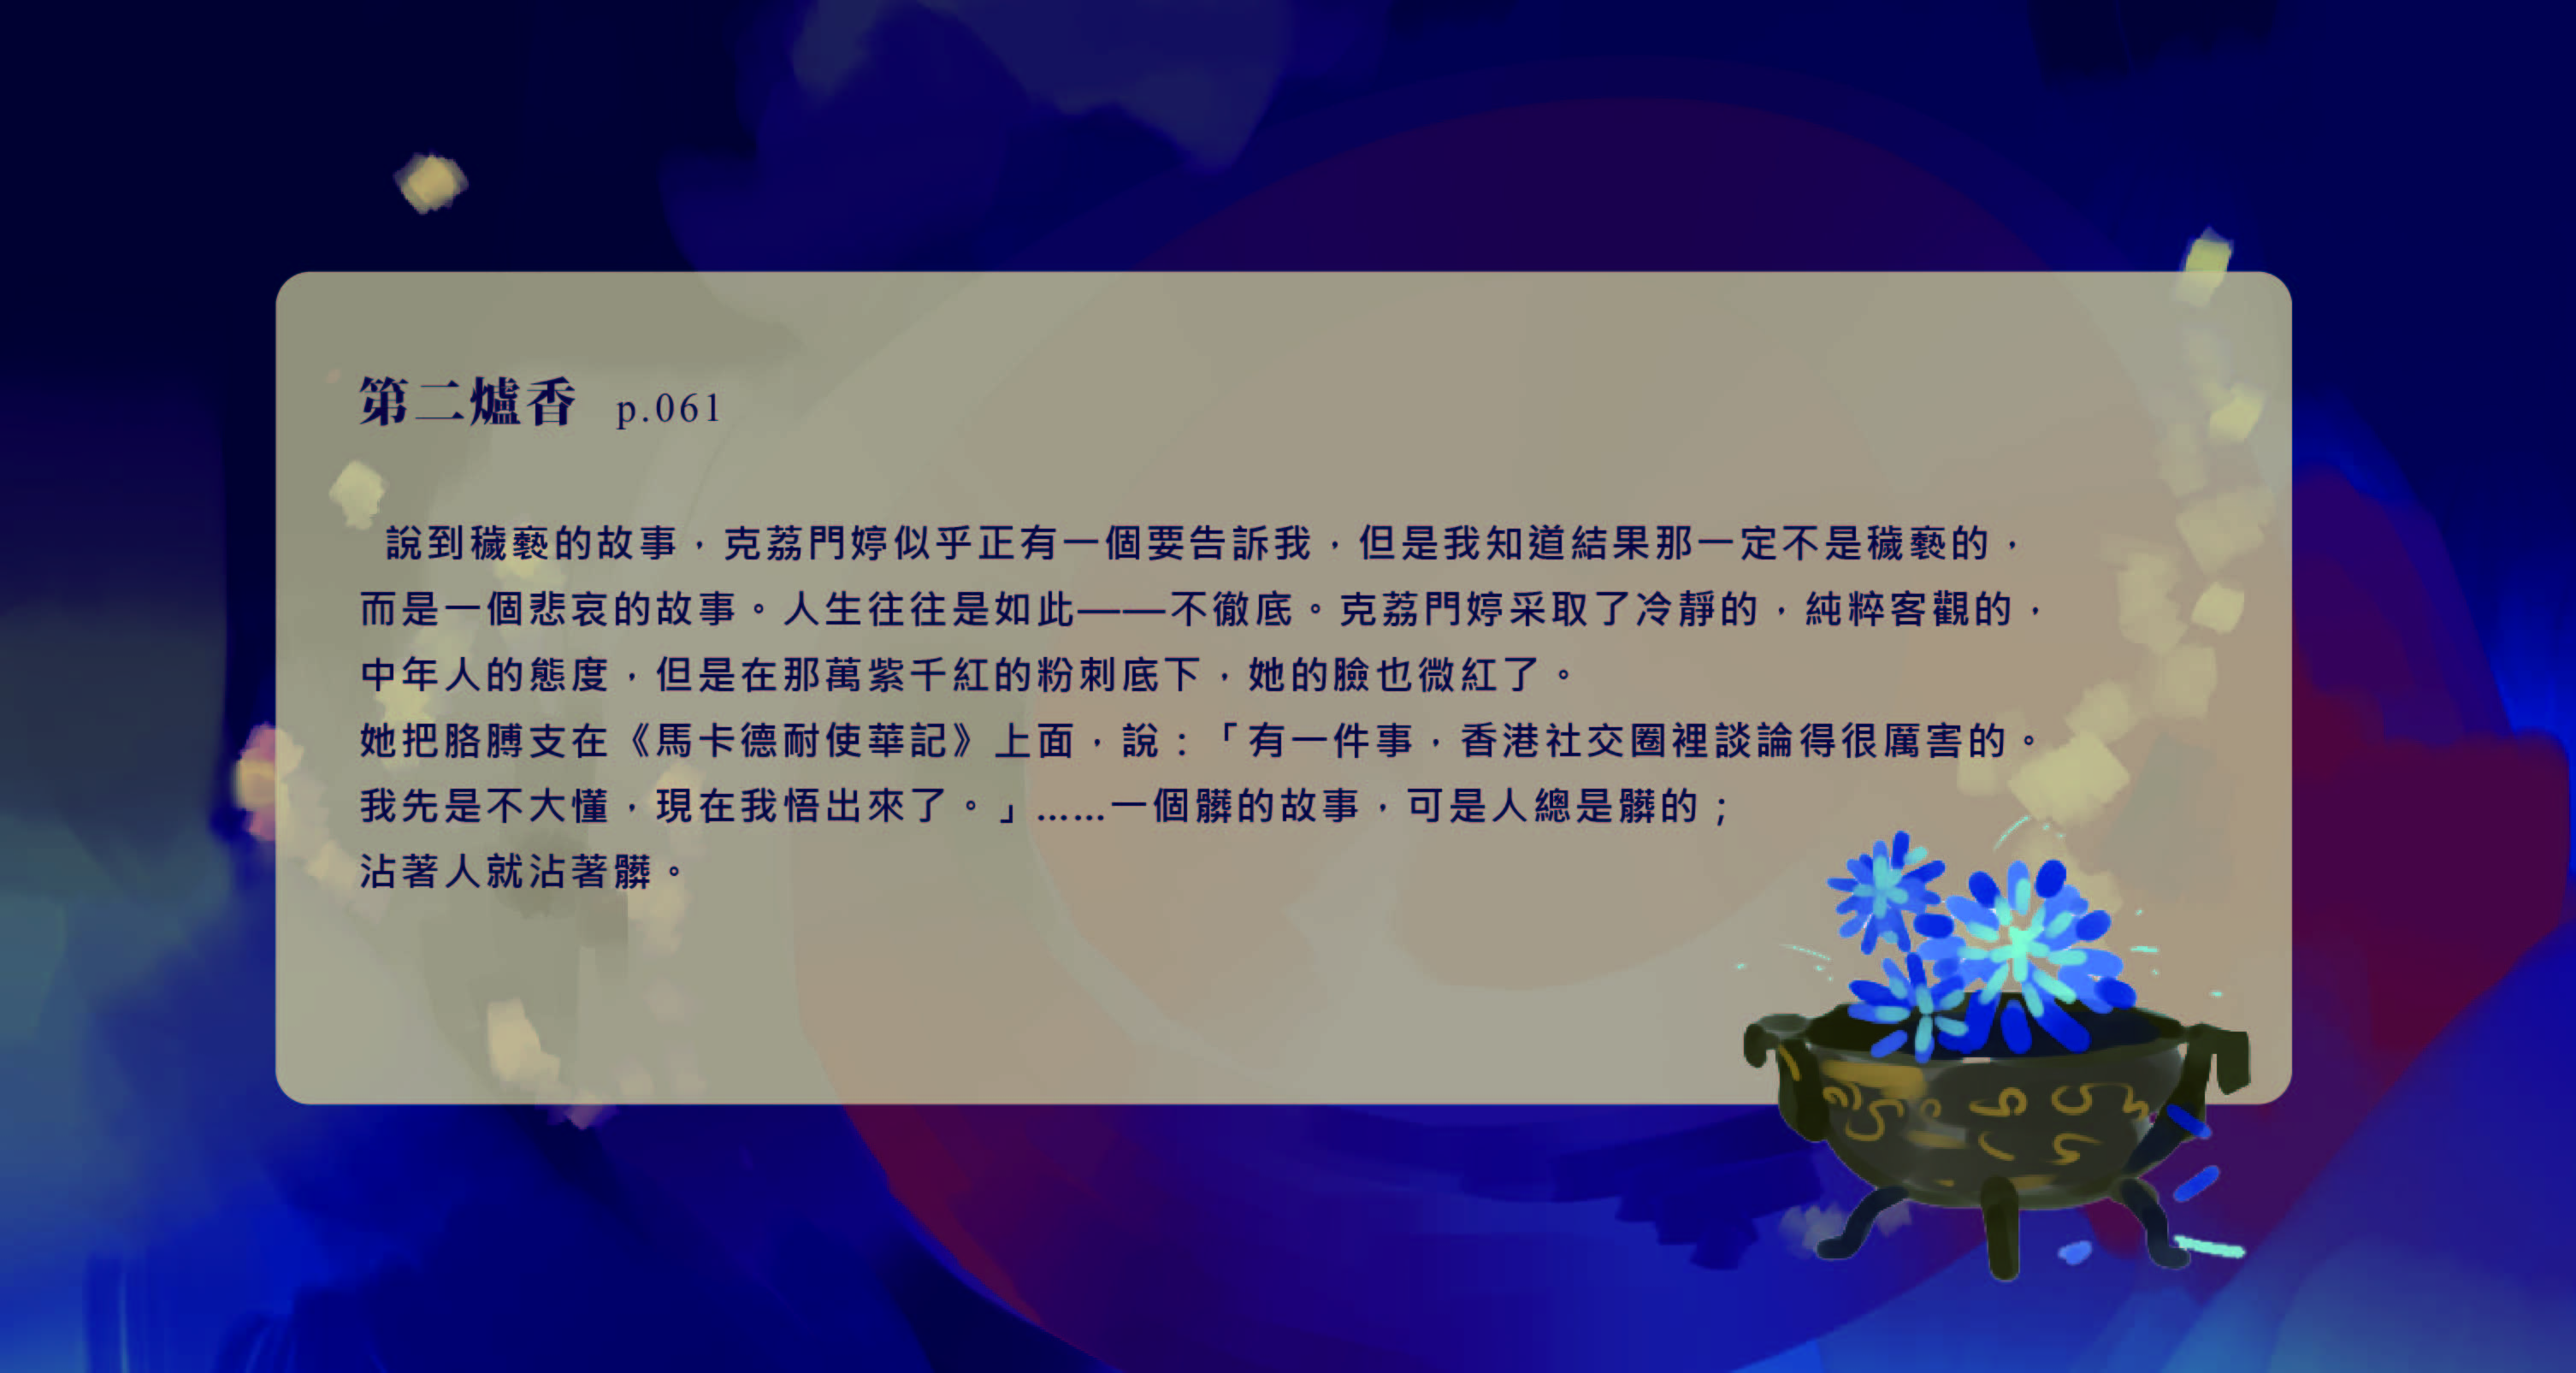 第二爐香 p.061
說到穢褻的故事，克荔門婷似乎正有一個要告訴我，但是我知道結果那一定不是穢褻的，
而是一個悲哀的故事。人生往往是如此——不徹底。克荔門婷采取了冷靜的，純粹客觀的，
中年人的態度，但是在那萬紫千紅的粉刺底下，她的臉也微紅了。
她把胳膊支在《馬卡德耐使華記》上面，說：「有一件事，香港社交圈裡談論得很厲害的。
我先是不大懂，現在我悟出來了。」……一個髒的故事，可是人總是髒的；
沾著人就沾著髒。